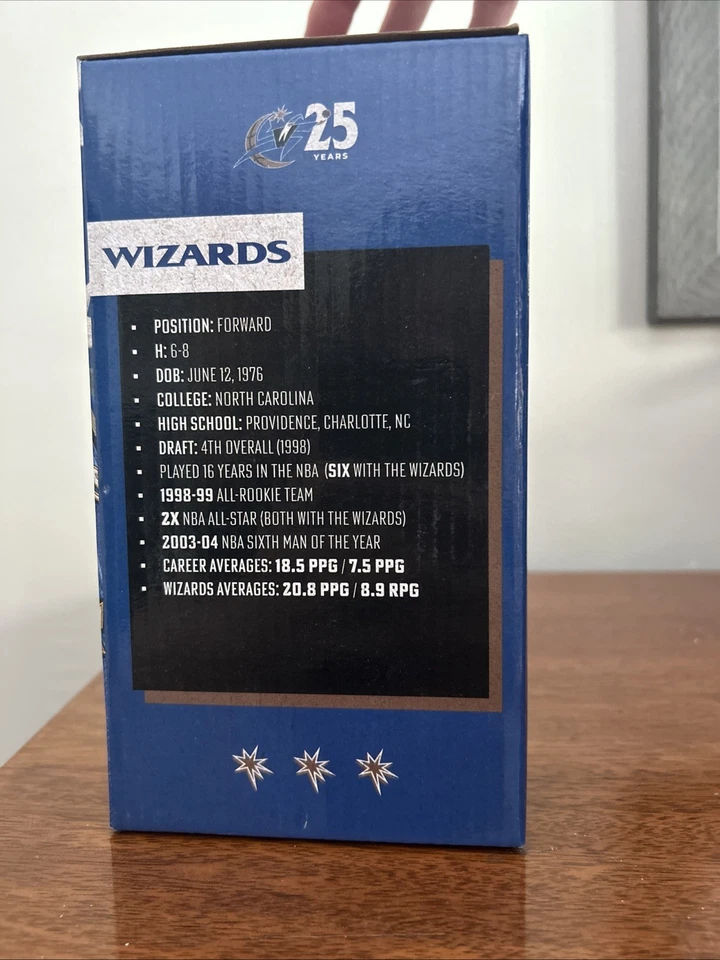 25
YEARS
WIZARDS
▪ POSITION: FORWARD
▪ H: 6-8
▪ DOB: JUNE 12, 1976
▪ COLLEGE: NORTH CAROLINA
▪ HIGH SCHOOL: PROVIDENCE, CHARLOTTE, NC
▪ DRAFT: 4TH OVERALL (1998)
▪ PLAYED 16 YEARS IN THE NBA (SIX WITH THE WIZARDS)
▪ 1998-99 ALL-ROOKIE TEAM
▪ 2X NBA ALL-STAR (BOTH WITH THE WIZARDS)
▪ 2003-04 NBA SIXTH MAN OF THE YEAR
▪ CAREER AVERAGES: 18.5 PPG / 7.5 PPG
▪ WIZARDS AVERAGES: 20.8 PPG / 8.9 RPG